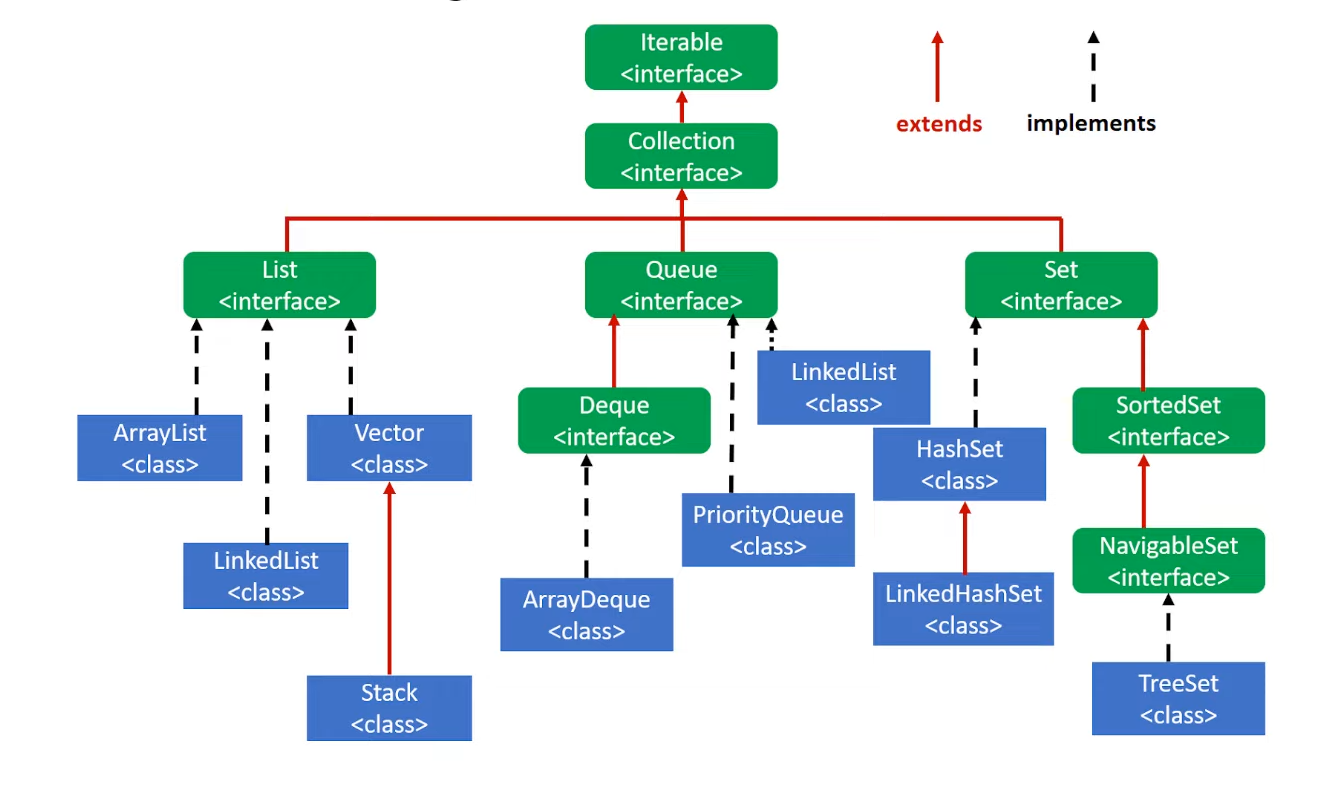 Iterable
<interface>
extends
implements
Collection
<interface>
List
<interface>
Queue
<interface>
Set
<interface>
LinkedList
<class>
Deque
<interface>
SortedSet
<interface>
ArrayList
<class>
Vector
<class>
HashSet
<class>
PriorityQueue
<class>
NavigableSet
<interface>
LinkedList
<class>
ArrayDeque
<class>
LinkedHashSet
<class>
Stack
<class>
TreeSet
<class>